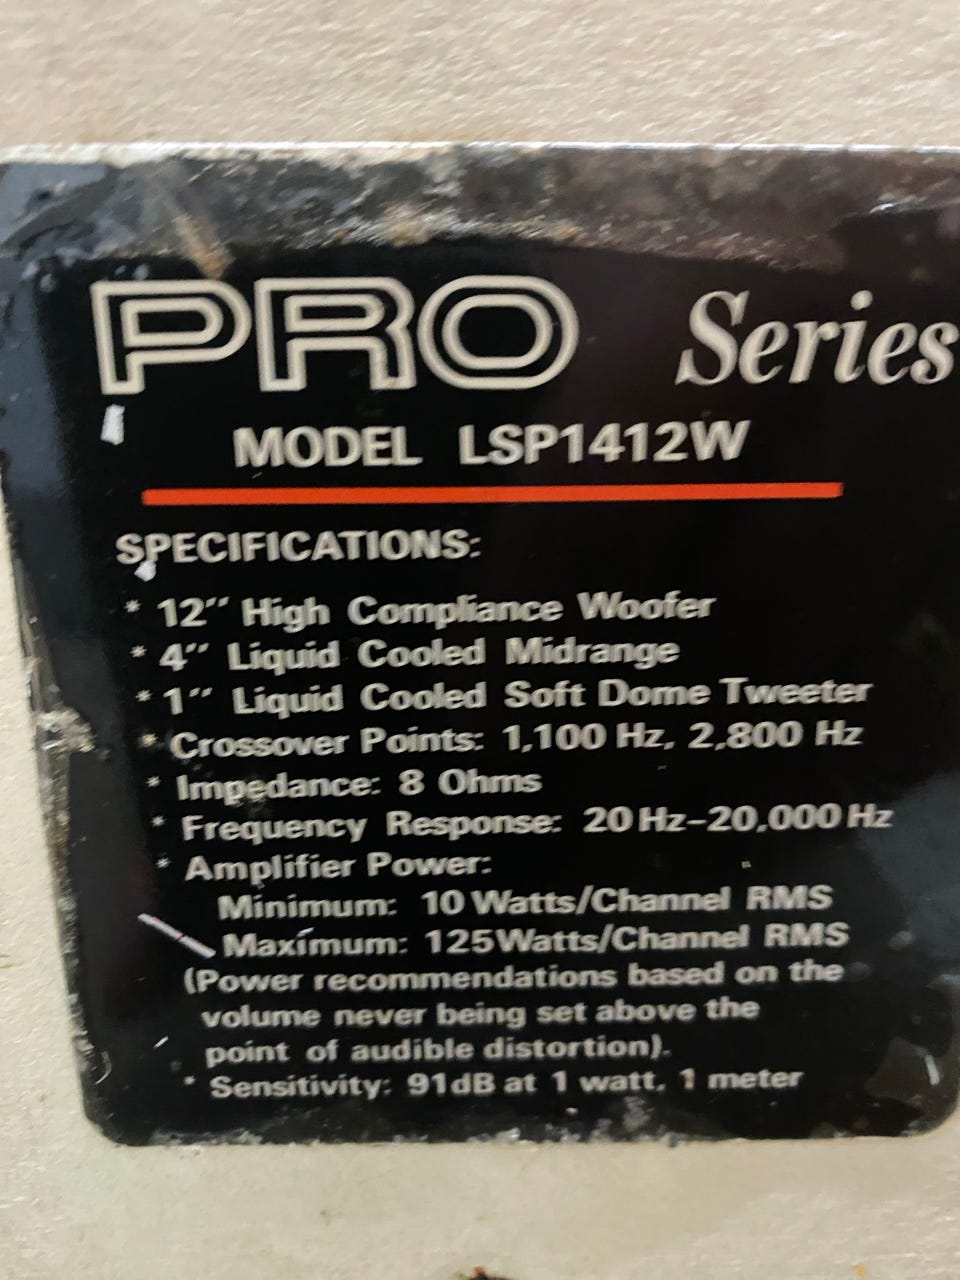 PRO Series
MODEL LSP1412W
SPECIFICATIONS:
* 12" High Compliance Woofer
* 4" Liquid Cooled Midrange
* 1" Liquid Cooled Soft Dome Tweeter
* Crossover Points: 1,100 Hz, 2,800 Hz
* Impedance: 8 Ohms
* Frequency Response: 20 Hz–20,000 Hz
* Amplifier Power:
Minimum: 10 Watts/Channel RMS
Maximum: 125Watts/Channel RMS
(Power recommendations based on the
volume never being set above the
point of audible distortion).
* Sensitivity: 91dB at 1 watt, 1 meter